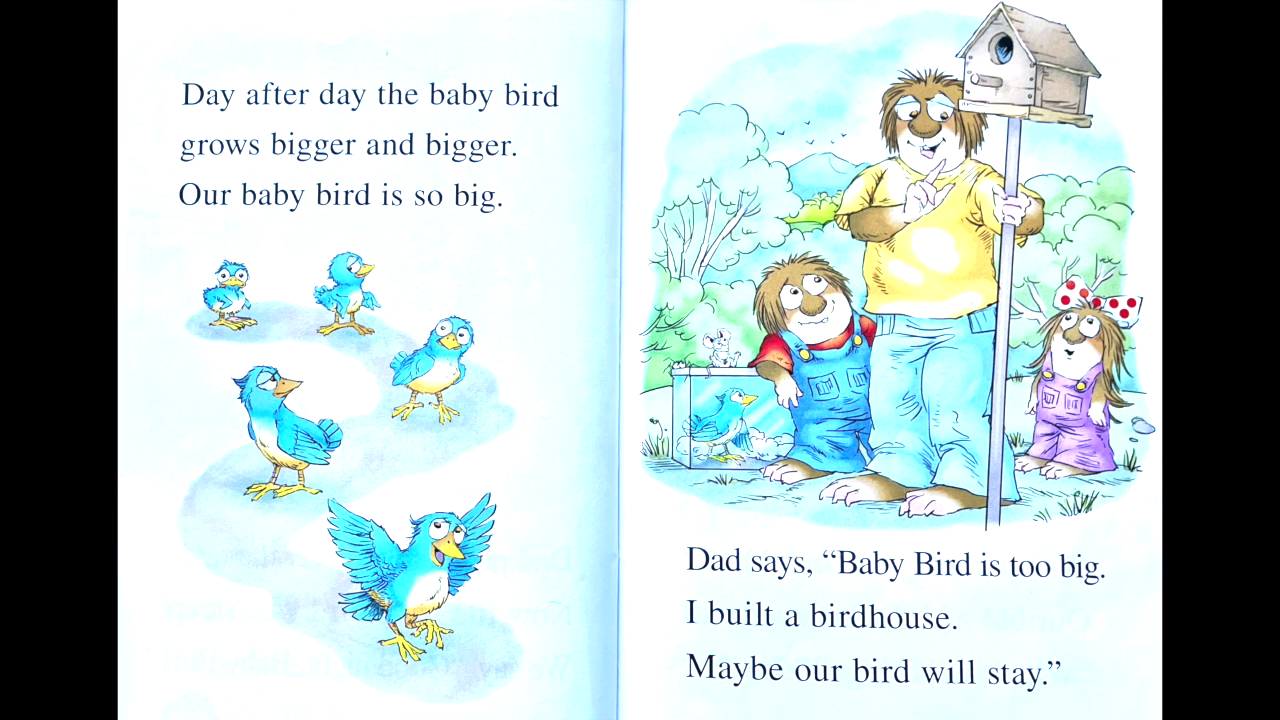 Day after day the baby bird
grows bigger and bigger.
Our baby bird is so big.
Dad says, “Baby Bird is too big.
I built a birdhouse.
Maybe our bird will stay.”